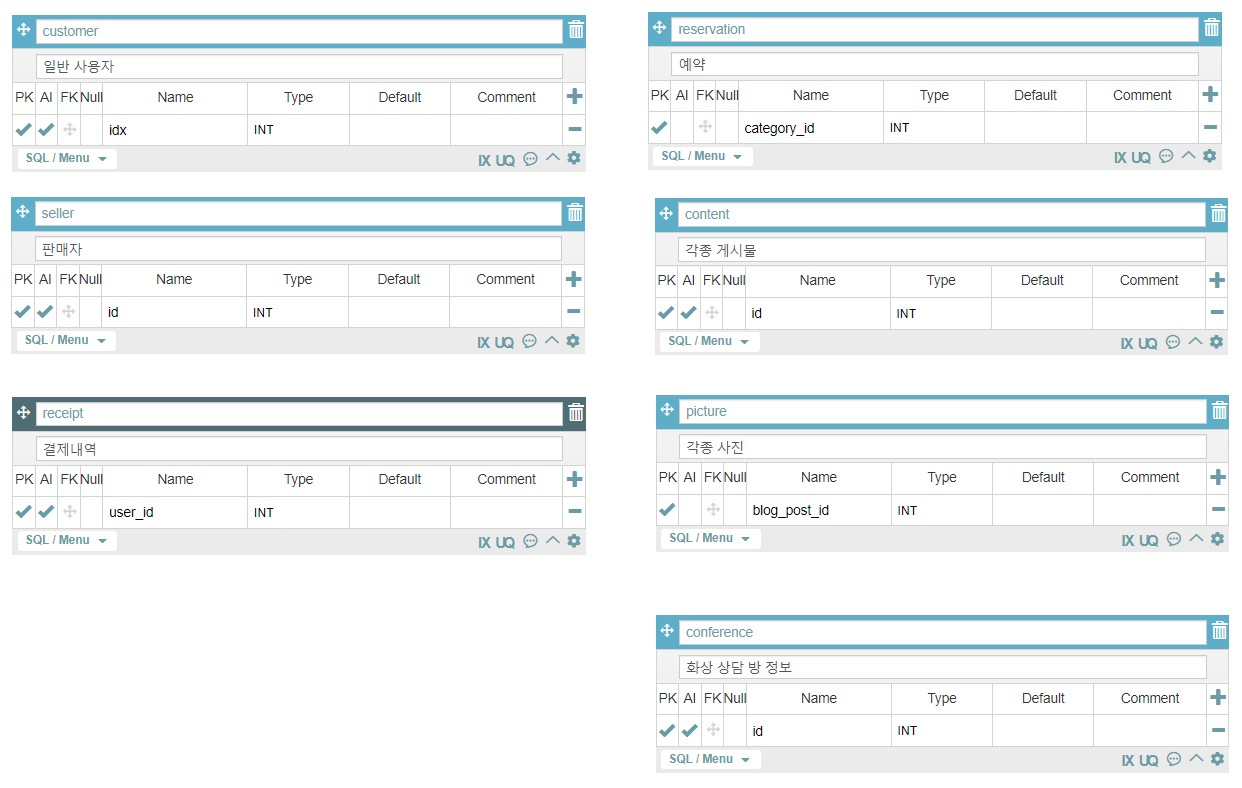 customer
일반 사용자
PK AI FK Null Name Type Default Comment
idx INT
SQL / Menu IX UQ
seller
판매자
PK AI FK Null Name Type Default Comment
id INT
SQL / Menu IX UQ
receipt
결제내역
PK AI FK Null Name Type Default Comment
user_id INT
SQL / Menu IX UQ
reservation
예약
PK AI FK Null Name Type Default Comment
category_id INT
SQL / Menu IX UQ
content
각종 게시물
PK AI FK Null Name Type Default Comment
id INT
SQL / Menu IX UQ
picture
각종 사진
PK AI FK Null Name Type Default Comment
blog_post_id INT
SQL / Menu IX UQ
conference
화상 상담 방 정보
PK AI FK Null Name Type Default Comment
id INT
SQL / Menu IX UQ